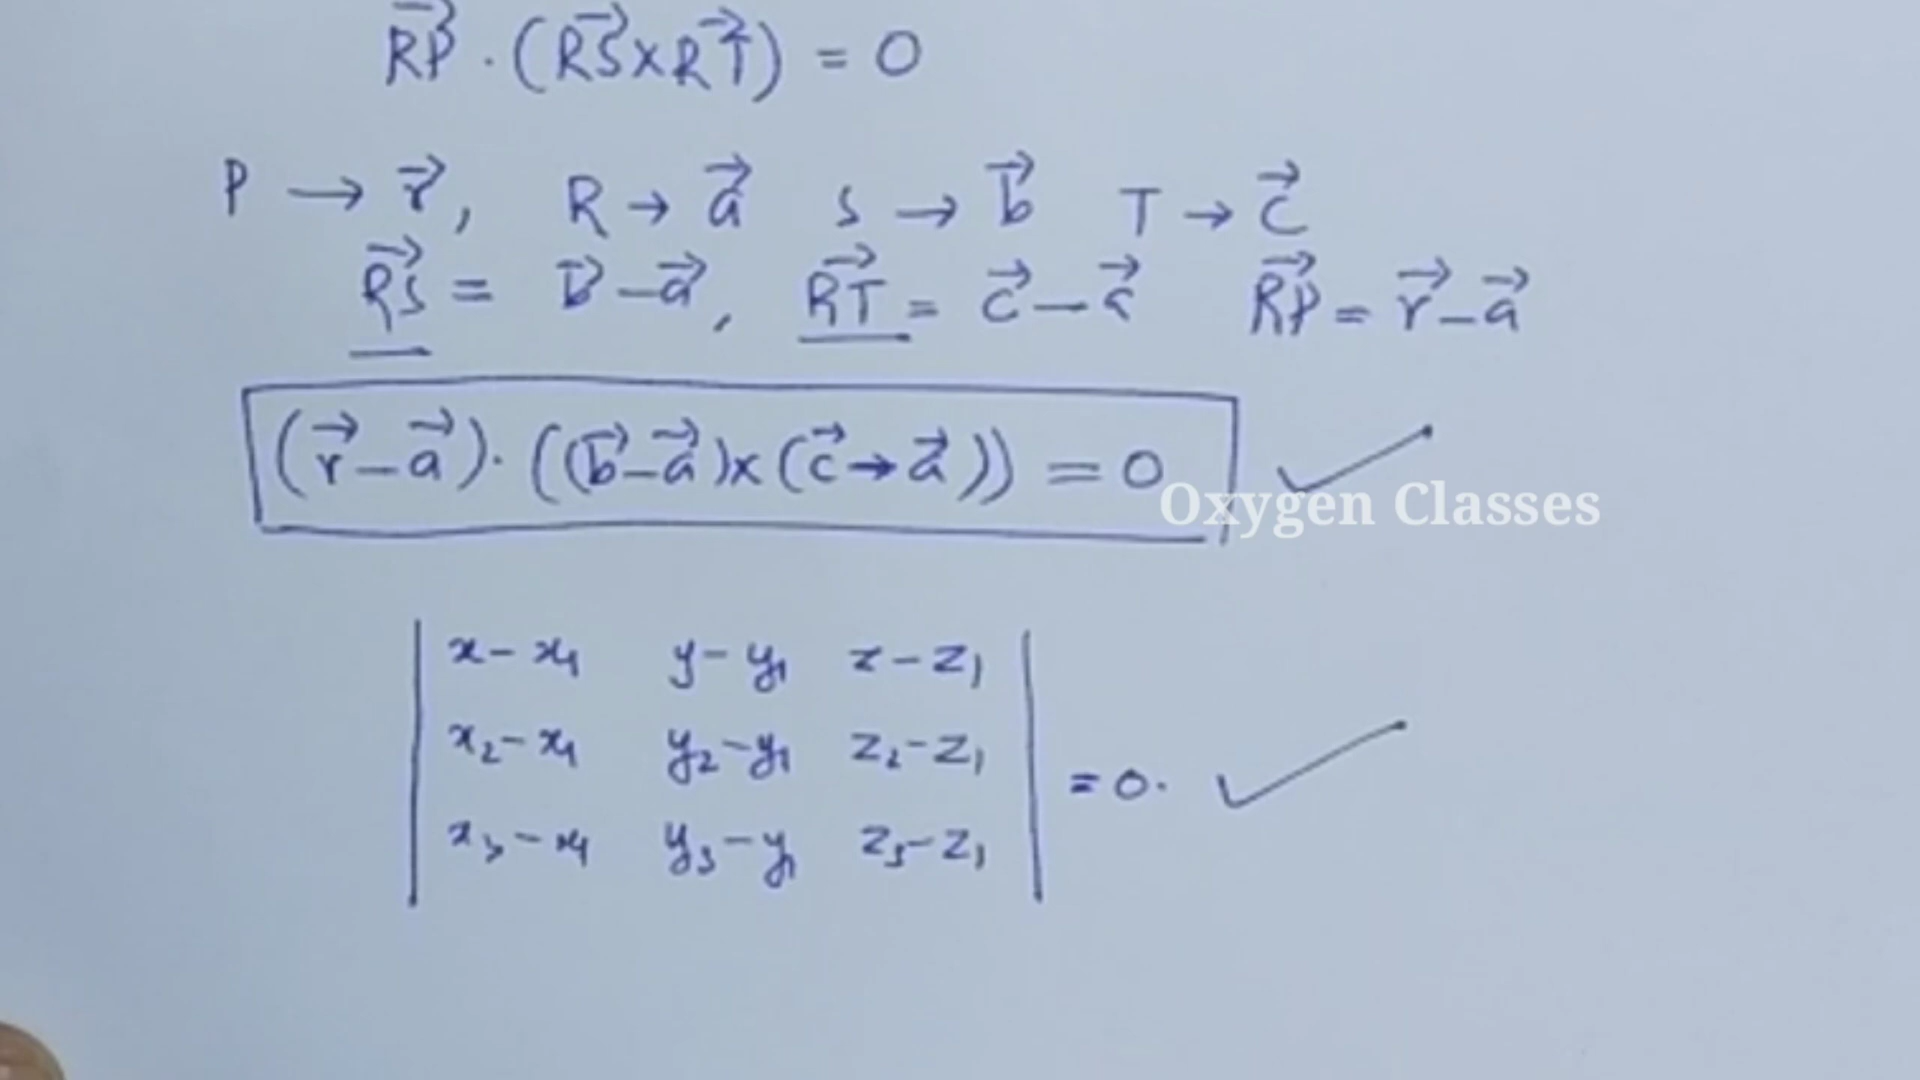 RP⃗ · (RS⃗ × RT⃗) = 0
P → r⃗, R → a⃗ S → b⃗ T → c⃗
RS⃗ = b⃗ – a⃗, RT⃗ = c⃗ – a⃗ RP⃗ = r⃗ – a⃗
(r⃗ – a⃗) · ((b⃗ – a⃗) × (c⃗ → a⃗)) = 0 ✓
Oxygen Classes
x – x₁ y – y₁ z – z₁
x₂ – x₁ y₂ – y₁ z₂ – z₁
= 0. ✓
x₃ – x₁ y₃ – y₁ z₃ – z₁